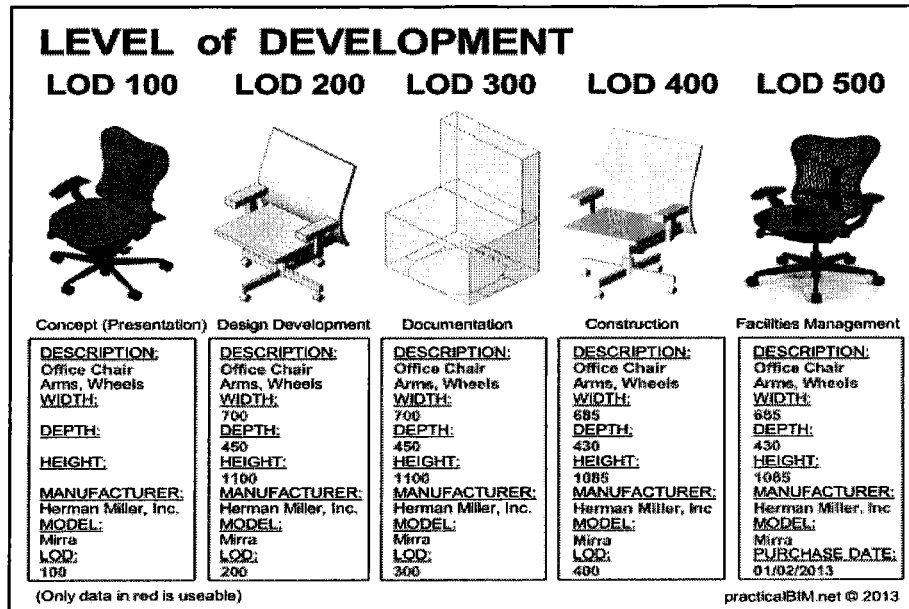 LEVEL of DEVELOPMENT
LOD 100
LOD 200
LOD 300
LOD 400
LOD 500
Concept (Presentation)
Design Development
Documentation
Construction
Facilities Management
DESCRIPTION:
Office Chair
Arms, Wheels
WIDTH:
DEPTH:
HEIGHT:
MANUFACTURER:
Herman Miller, Inc.
MODEL:
Mirra
LOD:
100
DESCRIPTION:
Office Chair
Arms, Wheels
WIDTH:
700
DEPTH:
450
HEIGHT:
1100
MANUFACTURER:
Herman Miller, Inc.
MODEL:
Mirra
LOD:
200
DESCRIPTION:
Office Chair
Arms, Wheels
WIDTH:
700
DEPTH:
450
HEIGHT:
1100
MANUFACTURER:
Herman Miller, Inc.
MODEL:
Mirra
LOD:
300
DESCRIPTION:
Office Chair
Arms, Wheels
WIDTH:
685
DEPTH:
430
HEIGHT:
1085
MANUFACTURER:
Herman Miller, Inc
MODEL:
Mirra
LOD:
400
DESCRIPTION:
Office Chair
Arms, Wheels
WIDTH:
685
DEPTH:
430
HEIGHT:
1085
MANUFACTURER:
Herman Miller, Inc
MODEL:
Mirra
PURCHASE DATE:
01/02/2013
(Only data in red is useable)
practicalBIM.net © 2013